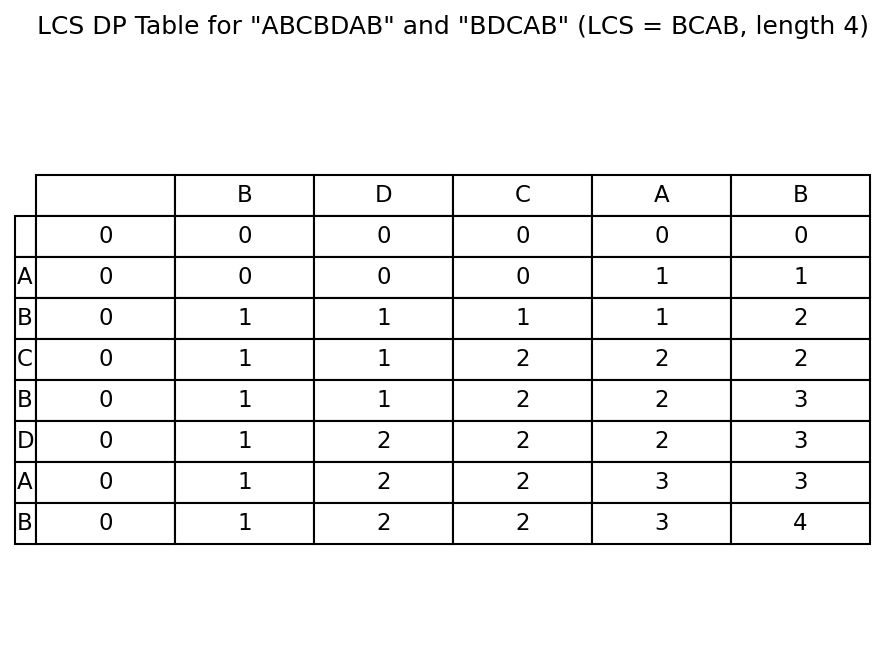 LCS DP Table for "ABCBDAB" and "BDCAB" (LCS = BCAB, length 4)
B D C A B
0 0 0 0 0 0
A 0 0 0 0 1 1
B 0 1 1 1 1 2
C 0 1 1 2 2 2
B 0 1 1 2 2 3
D 0 1 2 2 2 3
A 0 1 2 2 3 3
B 0 1 2 2 3 4